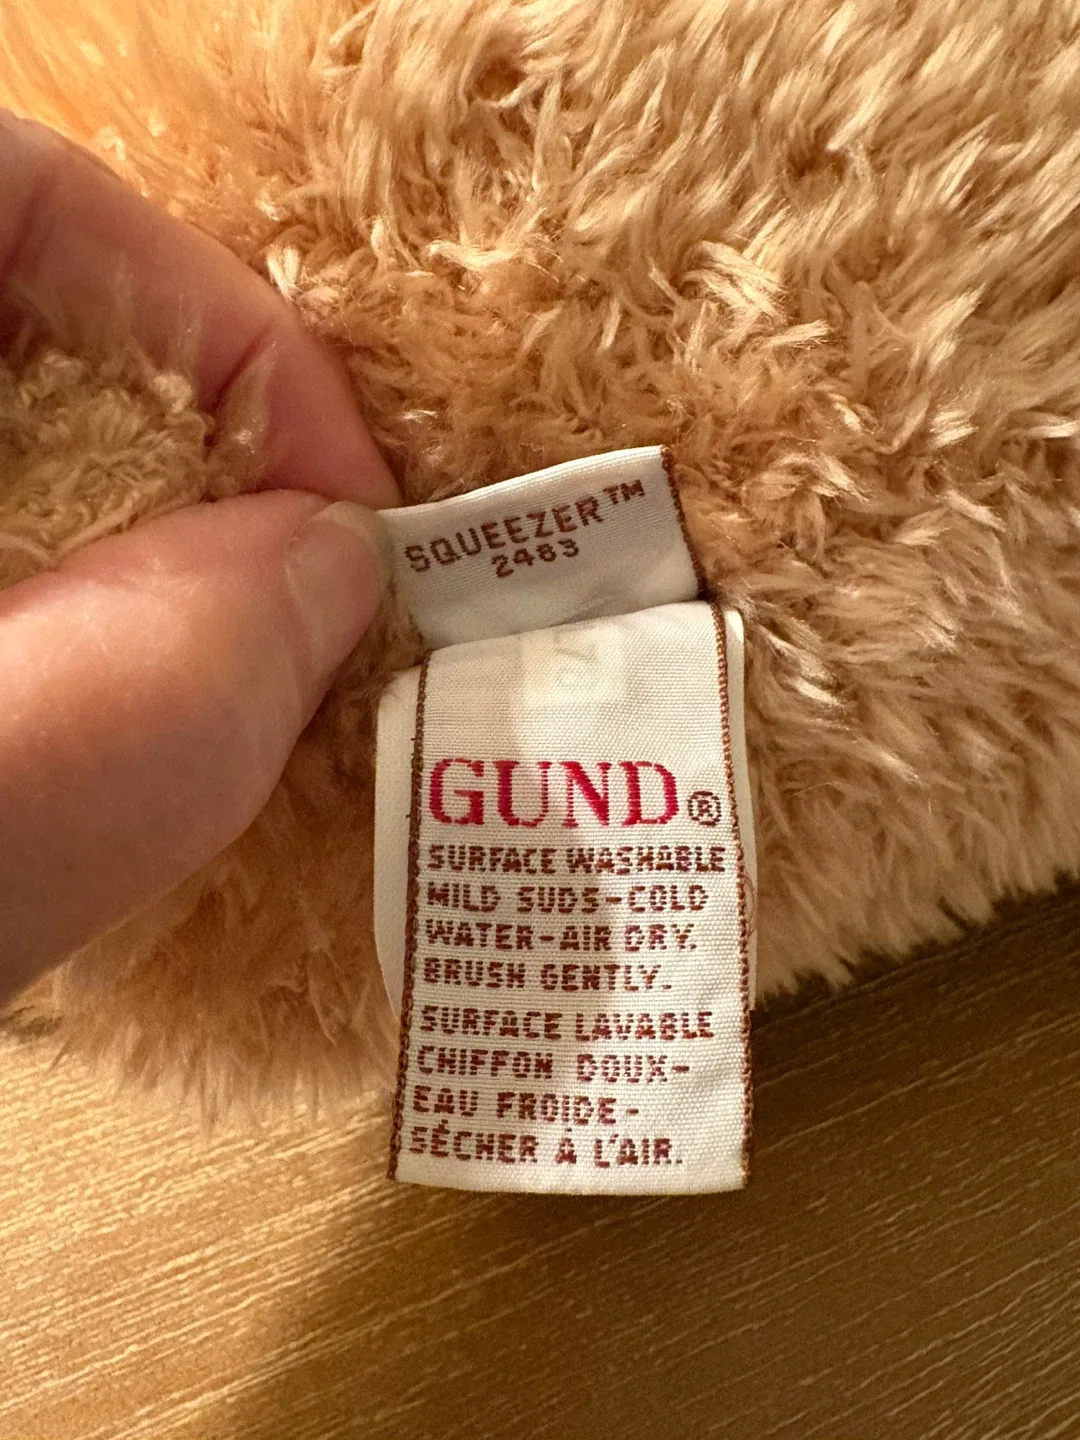 SQUEEZER™
2483
GUND®
SURFACE WASHABLE
MILD SUDS-COLD
WATER-AIR DRY.
BRUSH GENTLY.
SURFACE LAVABLE
CHIFFON DOUX-
EAU FROIDE-
SÉCHER À L'AIR.